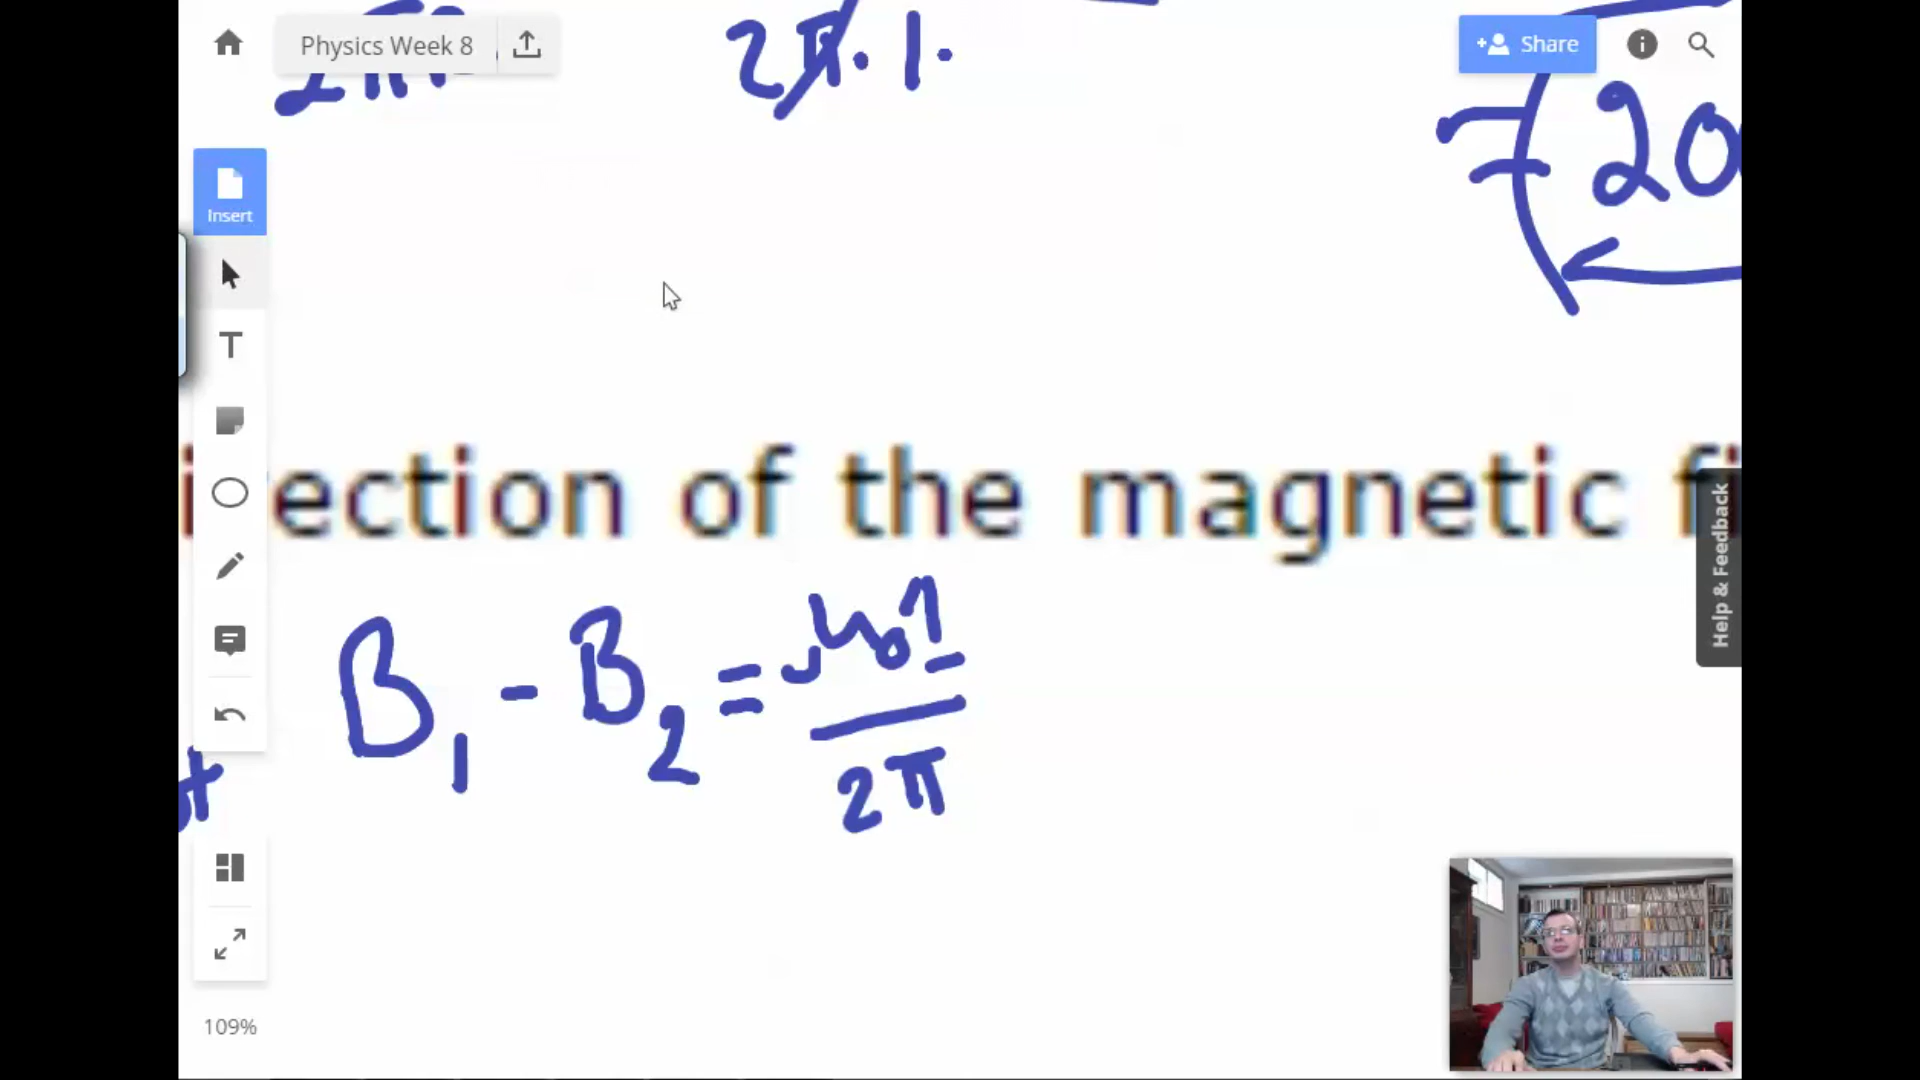 Physics Week 8
Share
2π
2π · 1 ·
= 20
Insert
T
ection of the magnetic fi
Help & Feedback
B₁ - B₂ = μ₀I
2π
109%